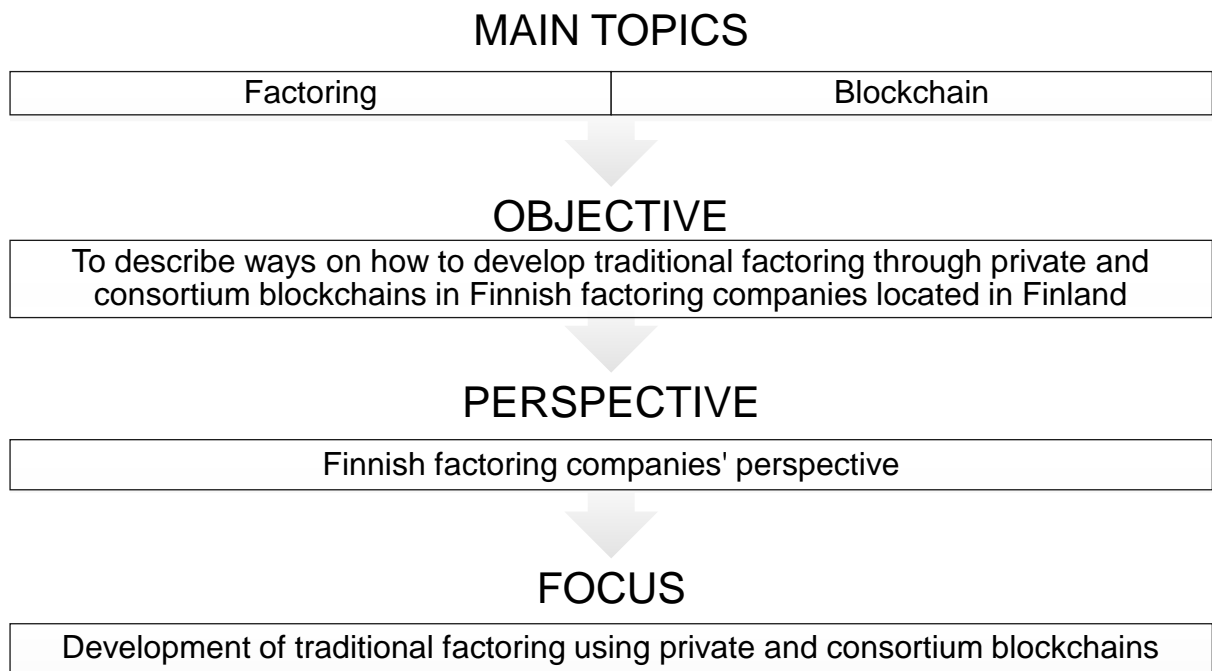 MAIN TOPICS
Factoring
Blockchain
OBJECTIVE
To describe ways on how to develop traditional factoring through private and
consortium blockchains in Finnish factoring companies located in Finland
PERSPECTIVE
Finnish factoring companies' perspective
FOCUS
Development of traditional factoring using private and consortium blockchains